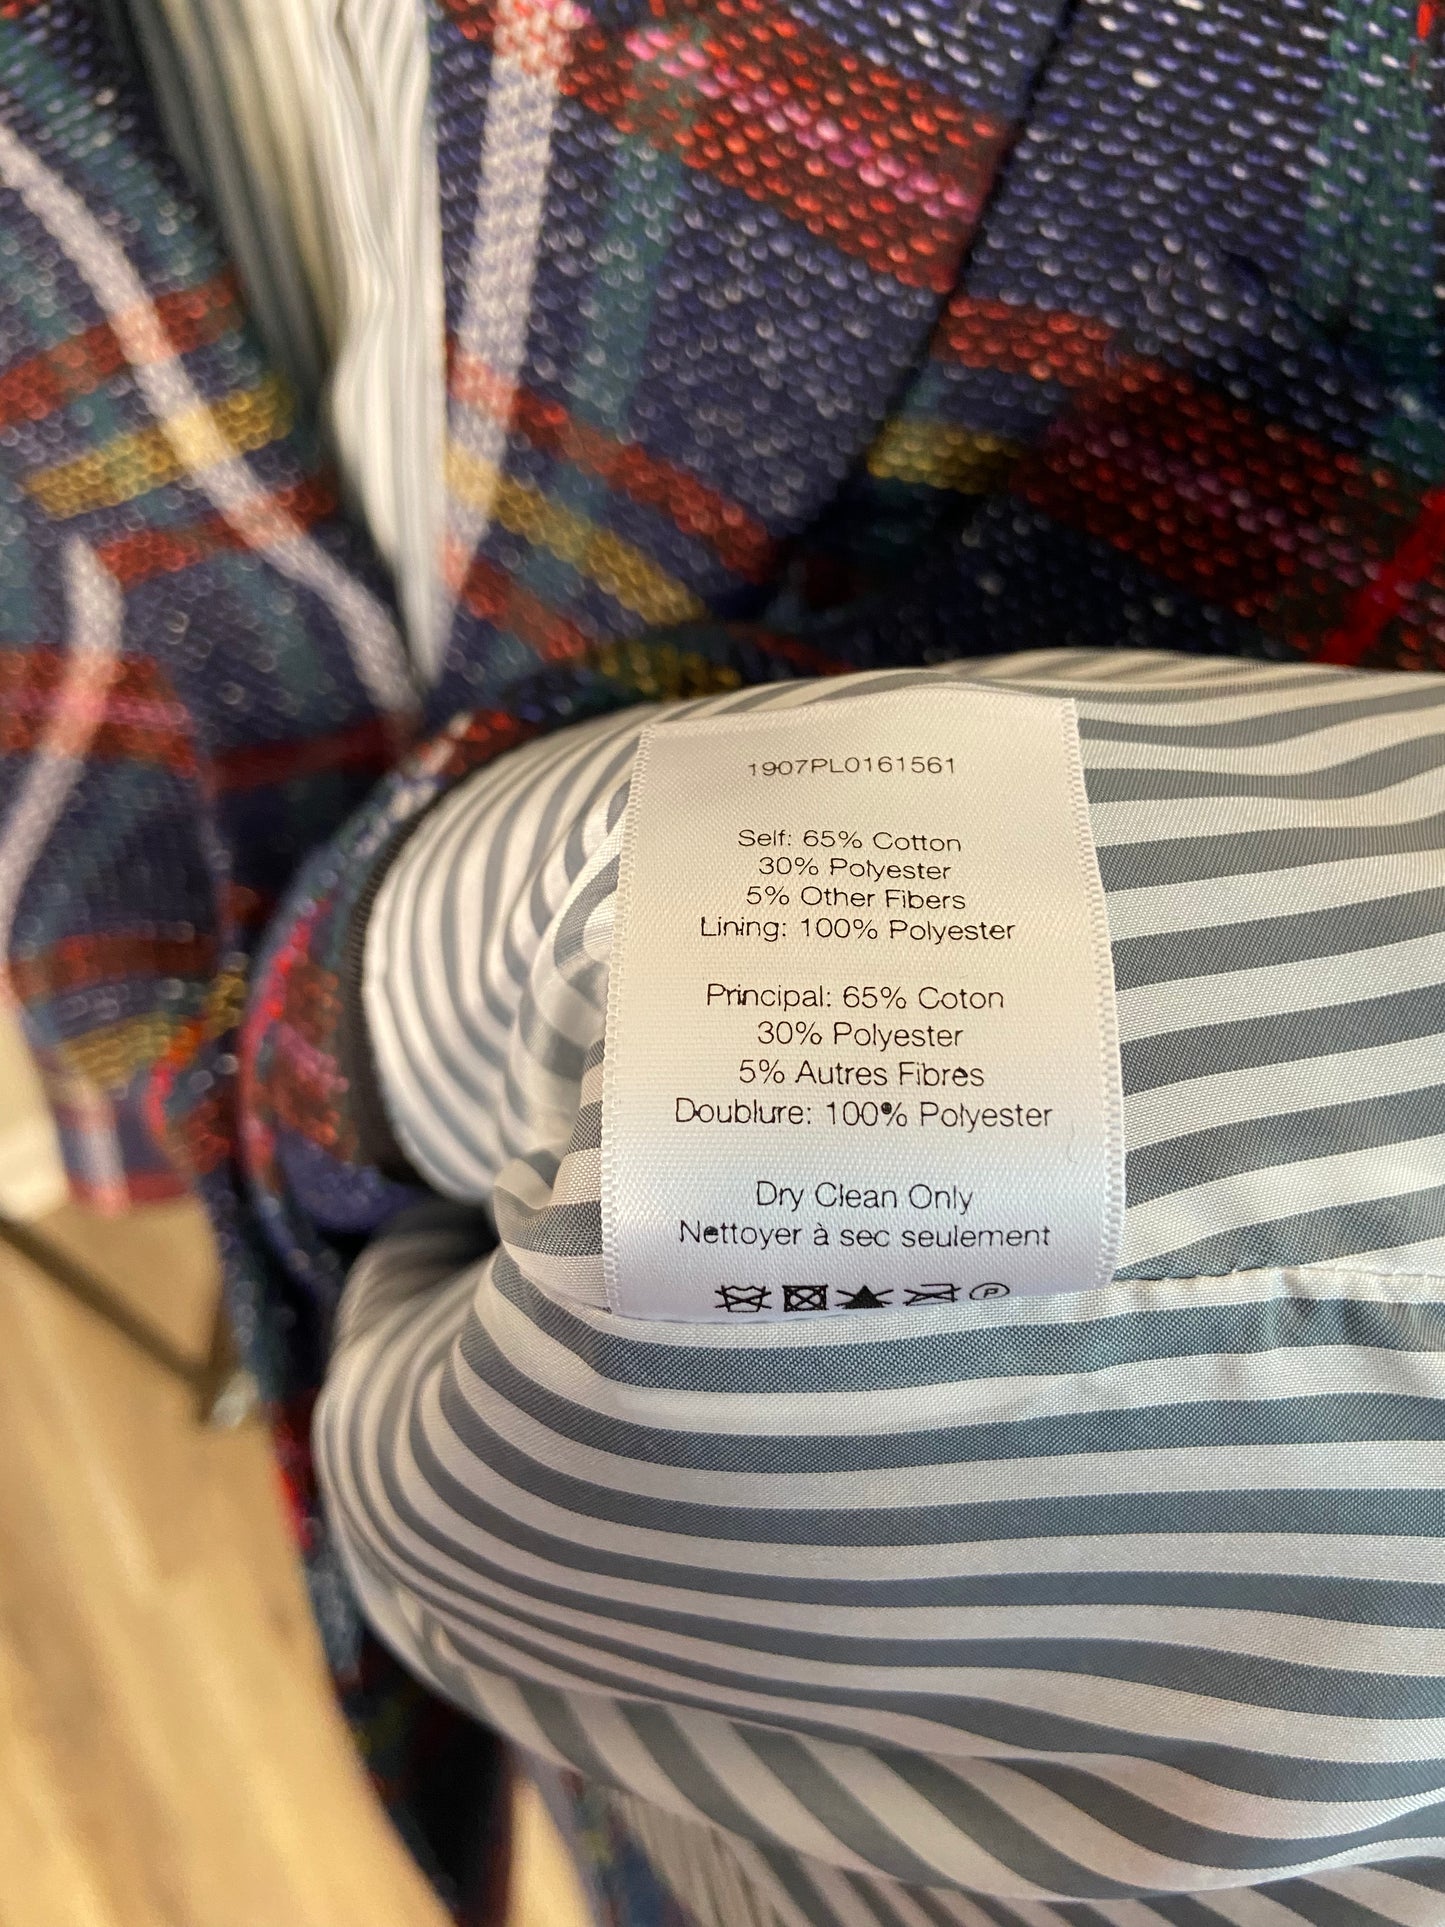 1907PL0161561
Self: 65% Cotton
30% Polyester
5% Other Fibers
Lining: 100% Polyester
Principal: 65% Coton
30% Polyester
5% Autres Fibres
Doublure: 100% Polyester
Dry Clean Only
Nettoyer à sec seulement
P